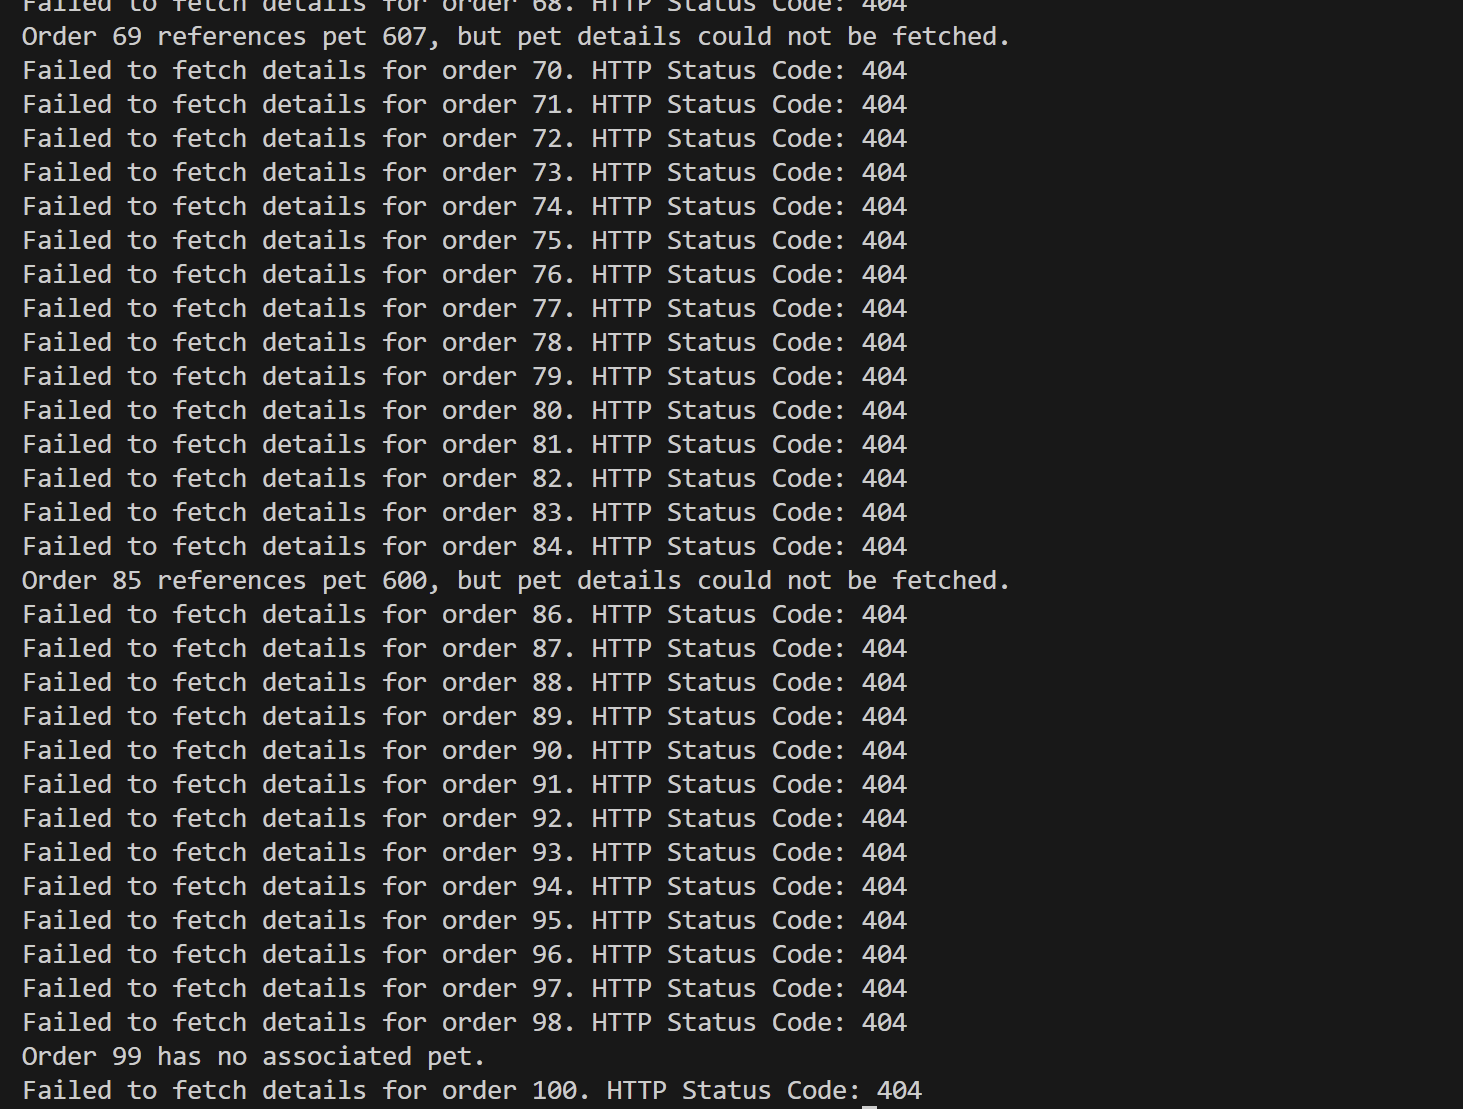 Failed to fetch details for order 68. HTTP Status Code: 404
Order 69 references pet 607, but pet details could not be fetched.
Failed to fetch details for order 70. HTTP Status Code: 404
Failed to fetch details for order 71. HTTP Status Code: 404
Failed to fetch details for order 72. HTTP Status Code: 404
Failed to fetch details for order 73. HTTP Status Code: 404
Failed to fetch details for order 74. HTTP Status Code: 404
Failed to fetch details for order 75. HTTP Status Code: 404
Failed to fetch details for order 76. HTTP Status Code: 404
Failed to fetch details for order 77. HTTP Status Code: 404
Failed to fetch details for order 78. HTTP Status Code: 404
Failed to fetch details for order 79. HTTP Status Code: 404
Failed to fetch details for order 80. HTTP Status Code: 404
Failed to fetch details for order 81. HTTP Status Code: 404
Failed to fetch details for order 82. HTTP Status Code: 404
Failed to fetch details for order 83. HTTP Status Code: 404
Failed to fetch details for order 84. HTTP Status Code: 404
Order 85 references pet 600, but pet details could not be fetched.
Failed to fetch details for order 86. HTTP Status Code: 404
Failed to fetch details for order 87. HTTP Status Code: 404
Failed to fetch details for order 88. HTTP Status Code: 404
Failed to fetch details for order 89. HTTP Status Code: 404
Failed to fetch details for order 90. HTTP Status Code: 404
Failed to fetch details for order 91. HTTP Status Code: 404
Failed to fetch details for order 92. HTTP Status Code: 404
Failed to fetch details for order 93. HTTP Status Code: 404
Failed to fetch details for order 94. HTTP Status Code: 404
Failed to fetch details for order 95. HTTP Status Code: 404
Failed to fetch details for order 96. HTTP Status Code: 404
Failed to fetch details for order 97. HTTP Status Code: 404
Failed to fetch details for order 98. HTTP Status Code: 404
Order 99 has no associated pet.
Failed to fetch details for order 100. HTTP Status Code: 404